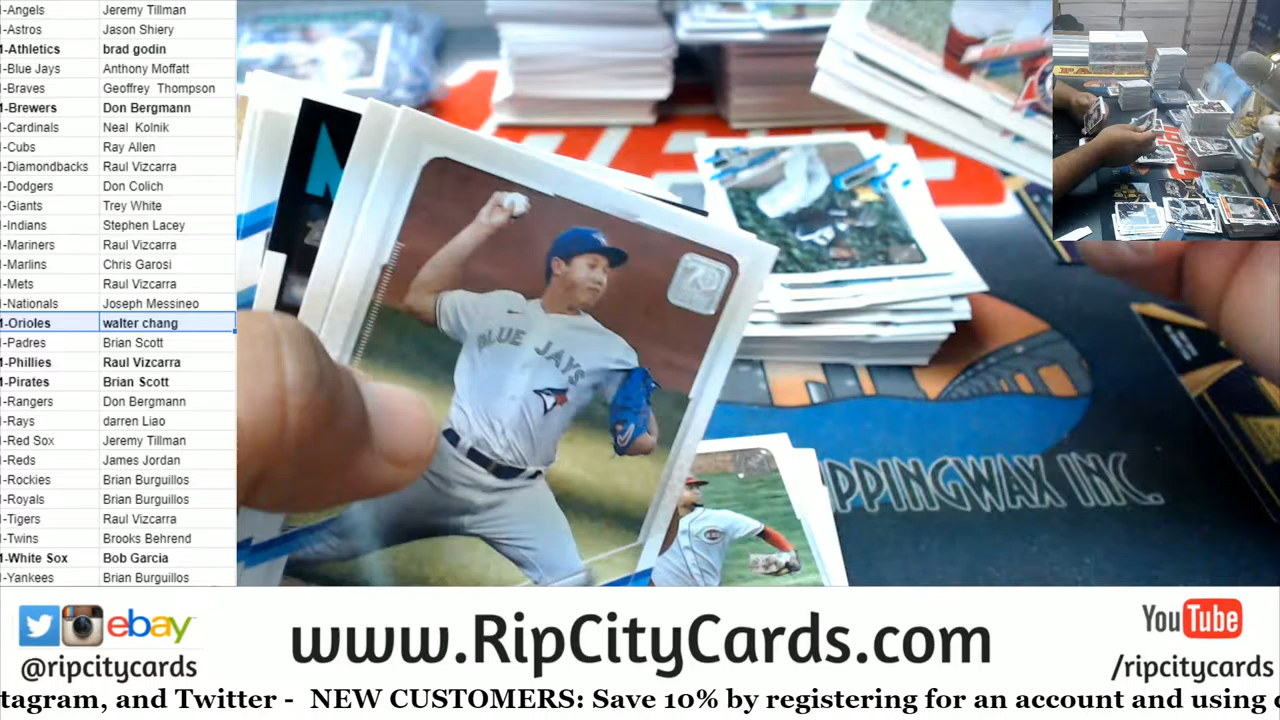 -Angels Jeremy Tillman
-Astros Jason Shiery
-Athletics brad godin
-Blue Jays Anthony Moffatt
-Braves Geoffrey Thompson
-Brewers Don Bergmann
-Cardinals Neal Kolnik
-Cubs Ray Allen
-Diamondbacks Raul Vizcarra
-Dodgers Don Colich
-Giants Trey White
-Indians Stephen Lacey
-Mariners Raul Vizcarra
-Marlins Chris Garosi
-Mets Raul Vizcarra
-Nationals Joseph Messineo
-Orioles walter chang
-Padres Brian Scott
-Phillies Raul Vizcarra
-Pirates Brian Scott
-Rangers Don Bergmann
-Rays darren Liao
-Red Sox Jeremy Tillman
-Reds James Jordan
-Rockies Brian Burguillos
-Royals Brian Burguillos
-Tigers Raul Vizcarra
-Twins Brooks Behrend
-White Sox Bob Garcia
-Yankees Brian Burguillos
BLUE JAYS
70
PPINGWAX INC.
ebay
@ripcitycards
www.RipCityCards.com
YouTube
/ripcitycards
tagram, and Twitter - NEW CUSTOMERS: Save 10% by registering for an account and using